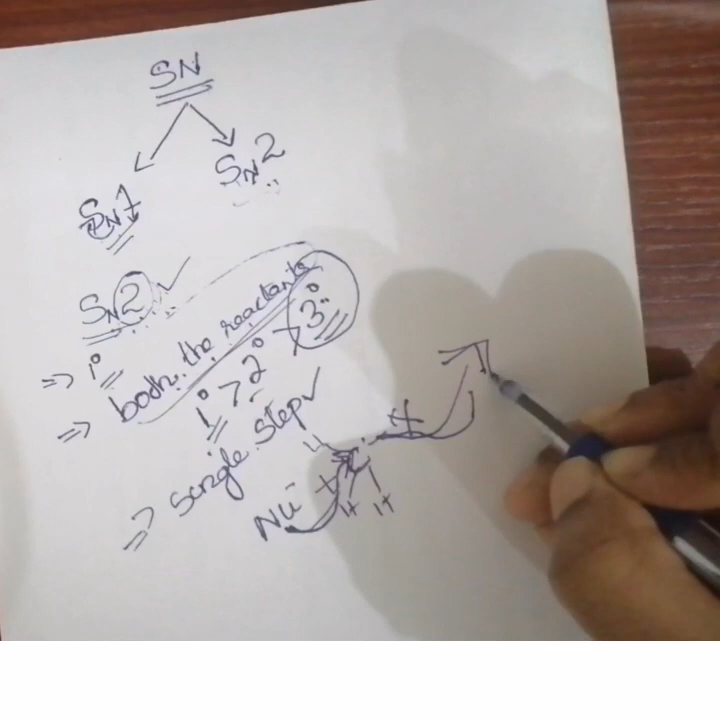 SN
SN1 SN2
SN2 ✓
⇒ 1°
⇒ both the reactants
1° > 2° X 3°
⇒ single step ✓
Nu⁻ + C X
H H H